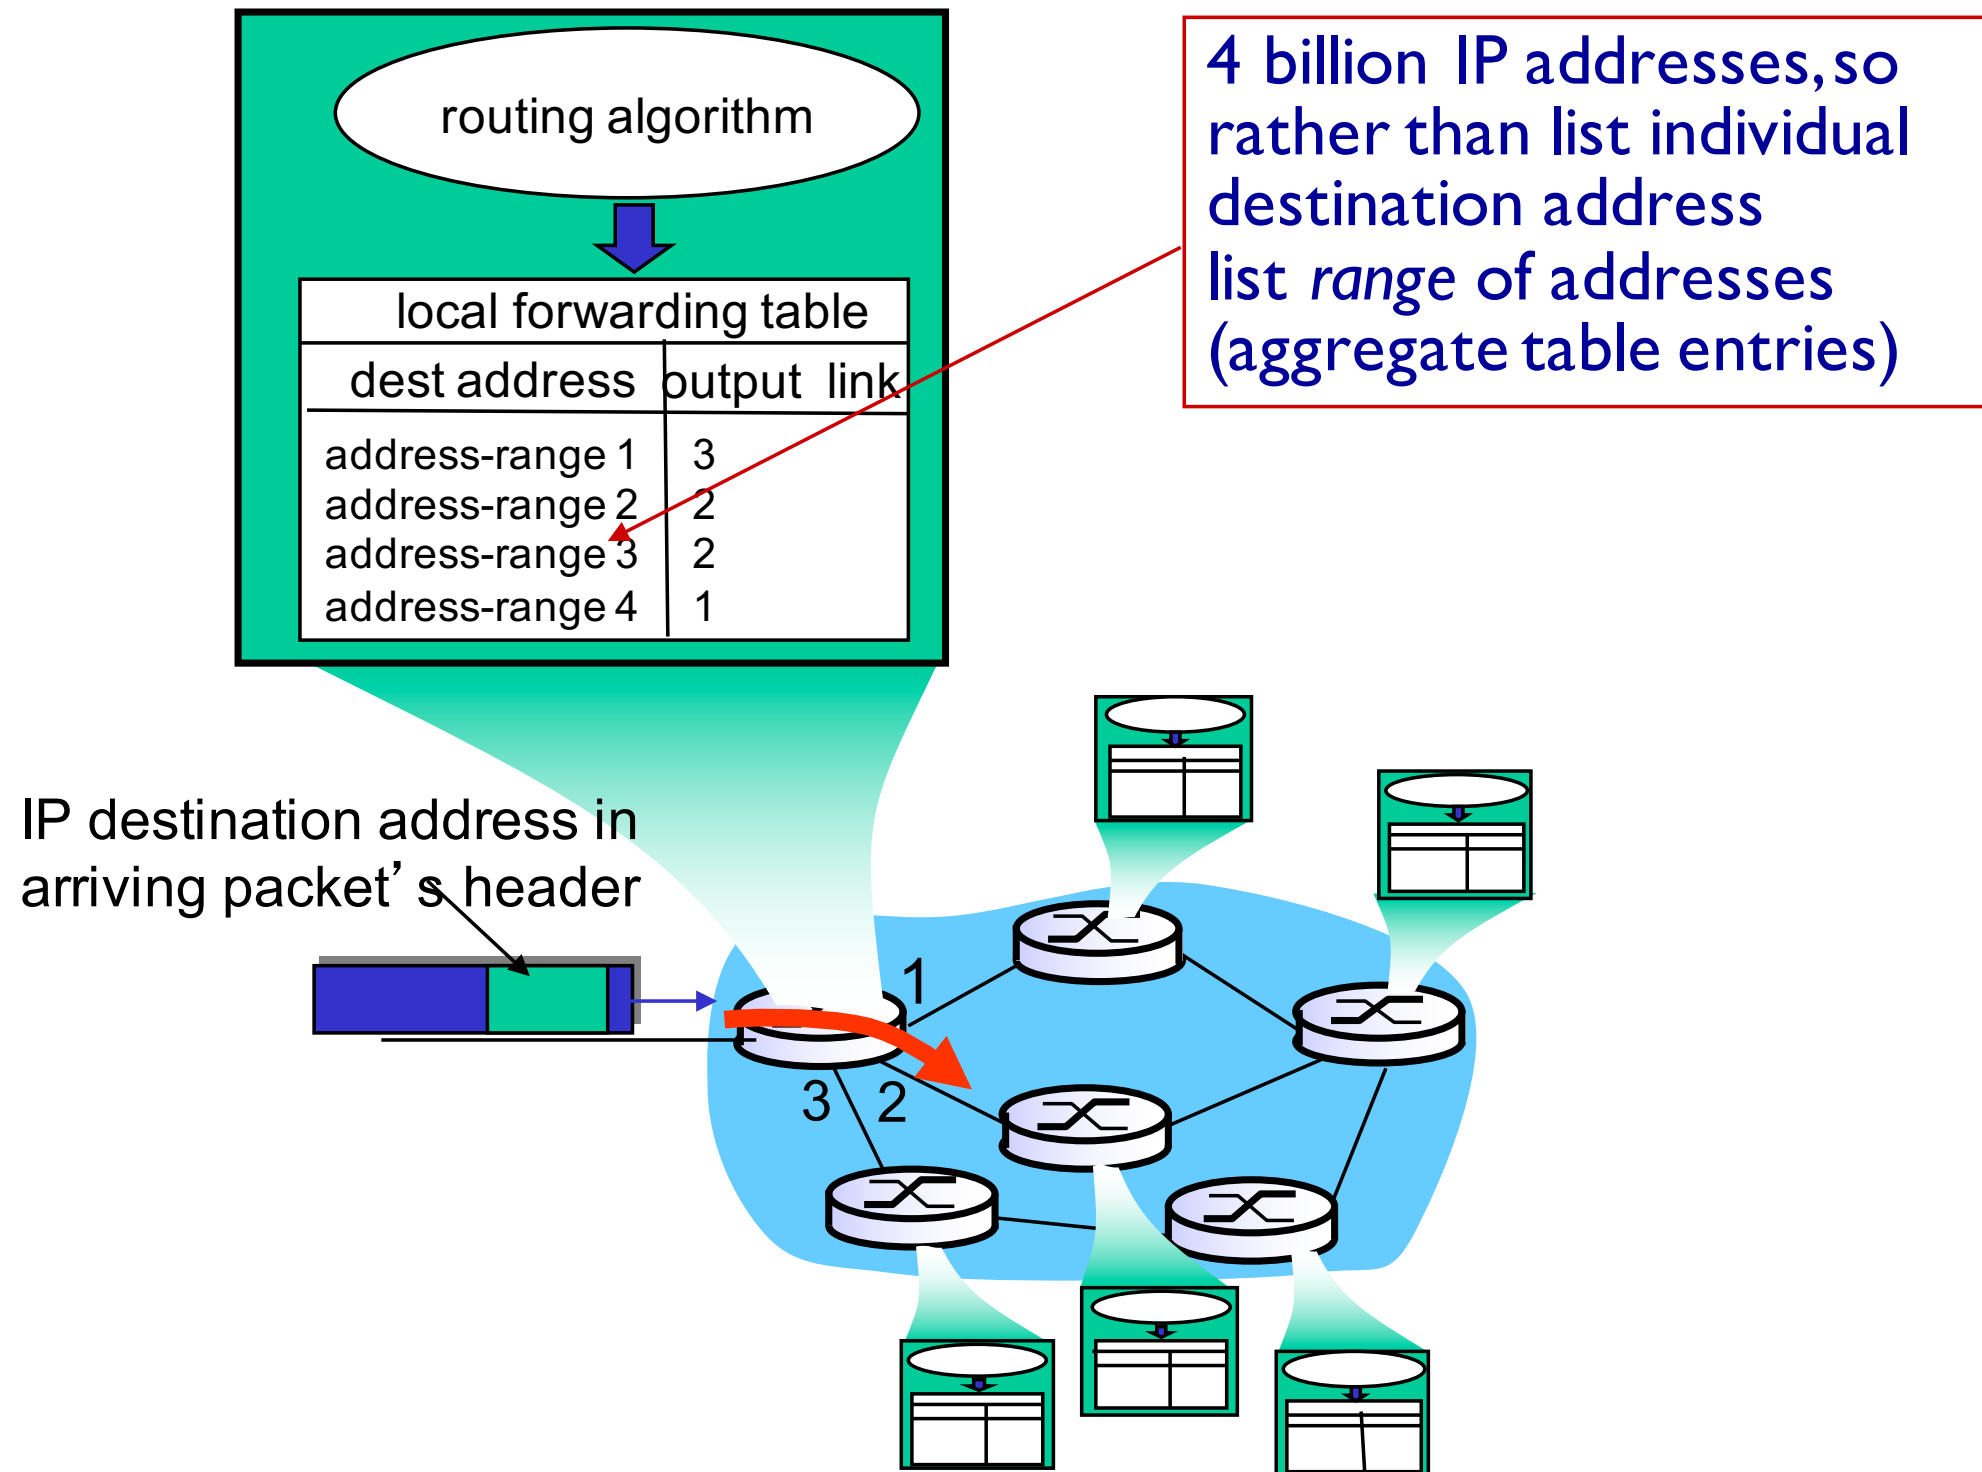 routing algorithm
local forwarding table
dest address output link
address-range 1 3
address-range 2 2
address-range 3 2
address-range 4 1
4 billion IP addresses, so
rather than list individual
destination address
list range of addresses
(aggregate table entries)
IP destination address in
arriving packet’s header
1
3 2